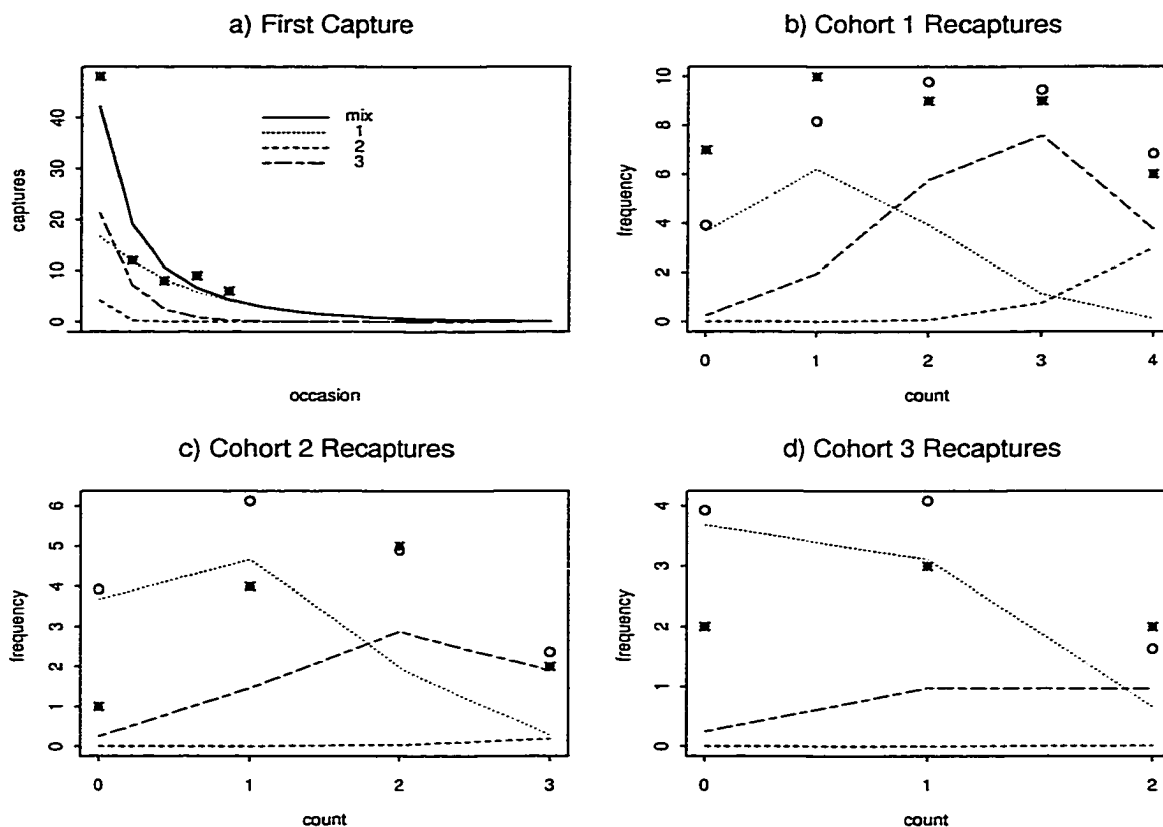 a) First Capture
captures
0
10
20
30
40
mix
1
2
3
occasion
b) Cohort 1 Recaptures
frequency
0
2
4
6
8
10
0 1 2 3 4
count
c) Cohort 2 Recaptures
frequency
0
1
2
3
4
5
6
0 1 2 3
count
d) Cohort 3 Recaptures
frequency
0
1
2
3
4
0 1 2
count